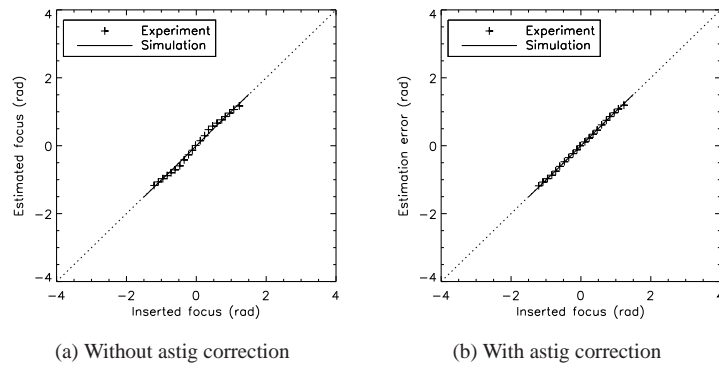 Experiment
Simulation
4
2
0
−2
−4
Estimated focus (rad)
−4 −2 0 2 4
Inserted focus (rad)
(a) Without astig correction
Experiment
Simulation
4
2
0
−2
−4
Estimation error (rad)
−4 −2 0 2 4
Inserted focus (rad)
(b) With astig correction